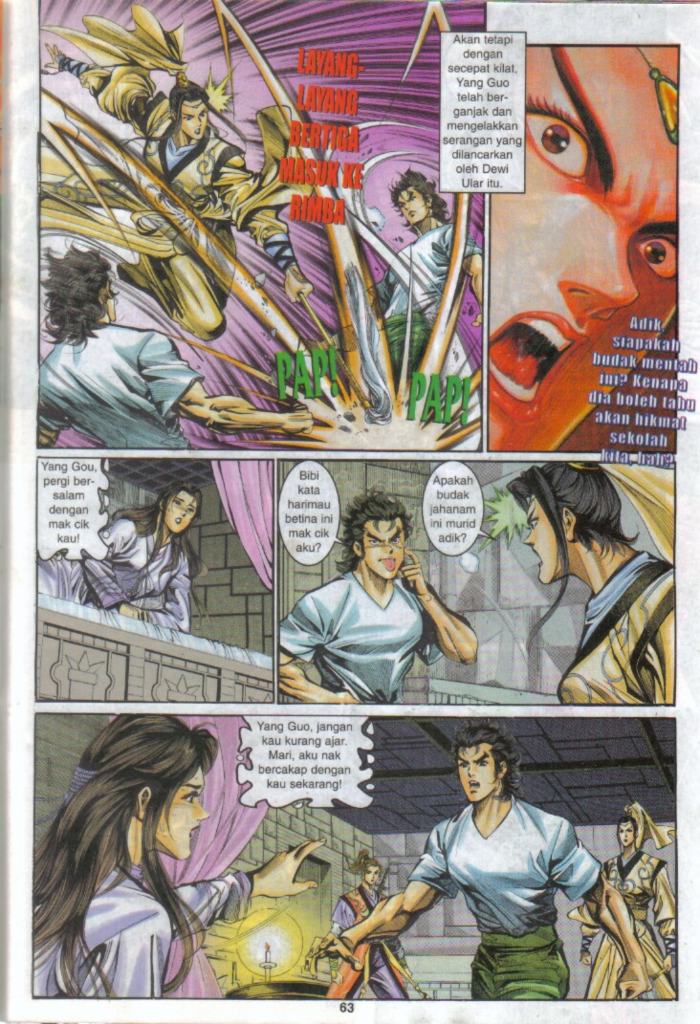 LAYANG-
LAYANG
BERTIGA
MASUK KE
RIMBA
Akan tetapi
dengan
secepat kilat,
Yang Guo
telah ber-
ganjak dan
mengelakkan
serangan yang
dilancarkan
oleh Dewi
Ular itu.
PAP!
PAP!
Adik,
siapakah
budak mentah
ini? Kenapa
dia boleh tahu
akan hikmat
sekolah
kita, hah?
Yang Gou,
pergi ber-
salam
dengan
mak cik
kau!
Bibi
kata
harimau
betina ini
mak cik
aku?
Apakah
budak
jahanam
ini murid
adik?
Yang Guo, jangan
kau kurang ajar.
Mari, aku nak
bercakap dengan
kau sekarang!
63